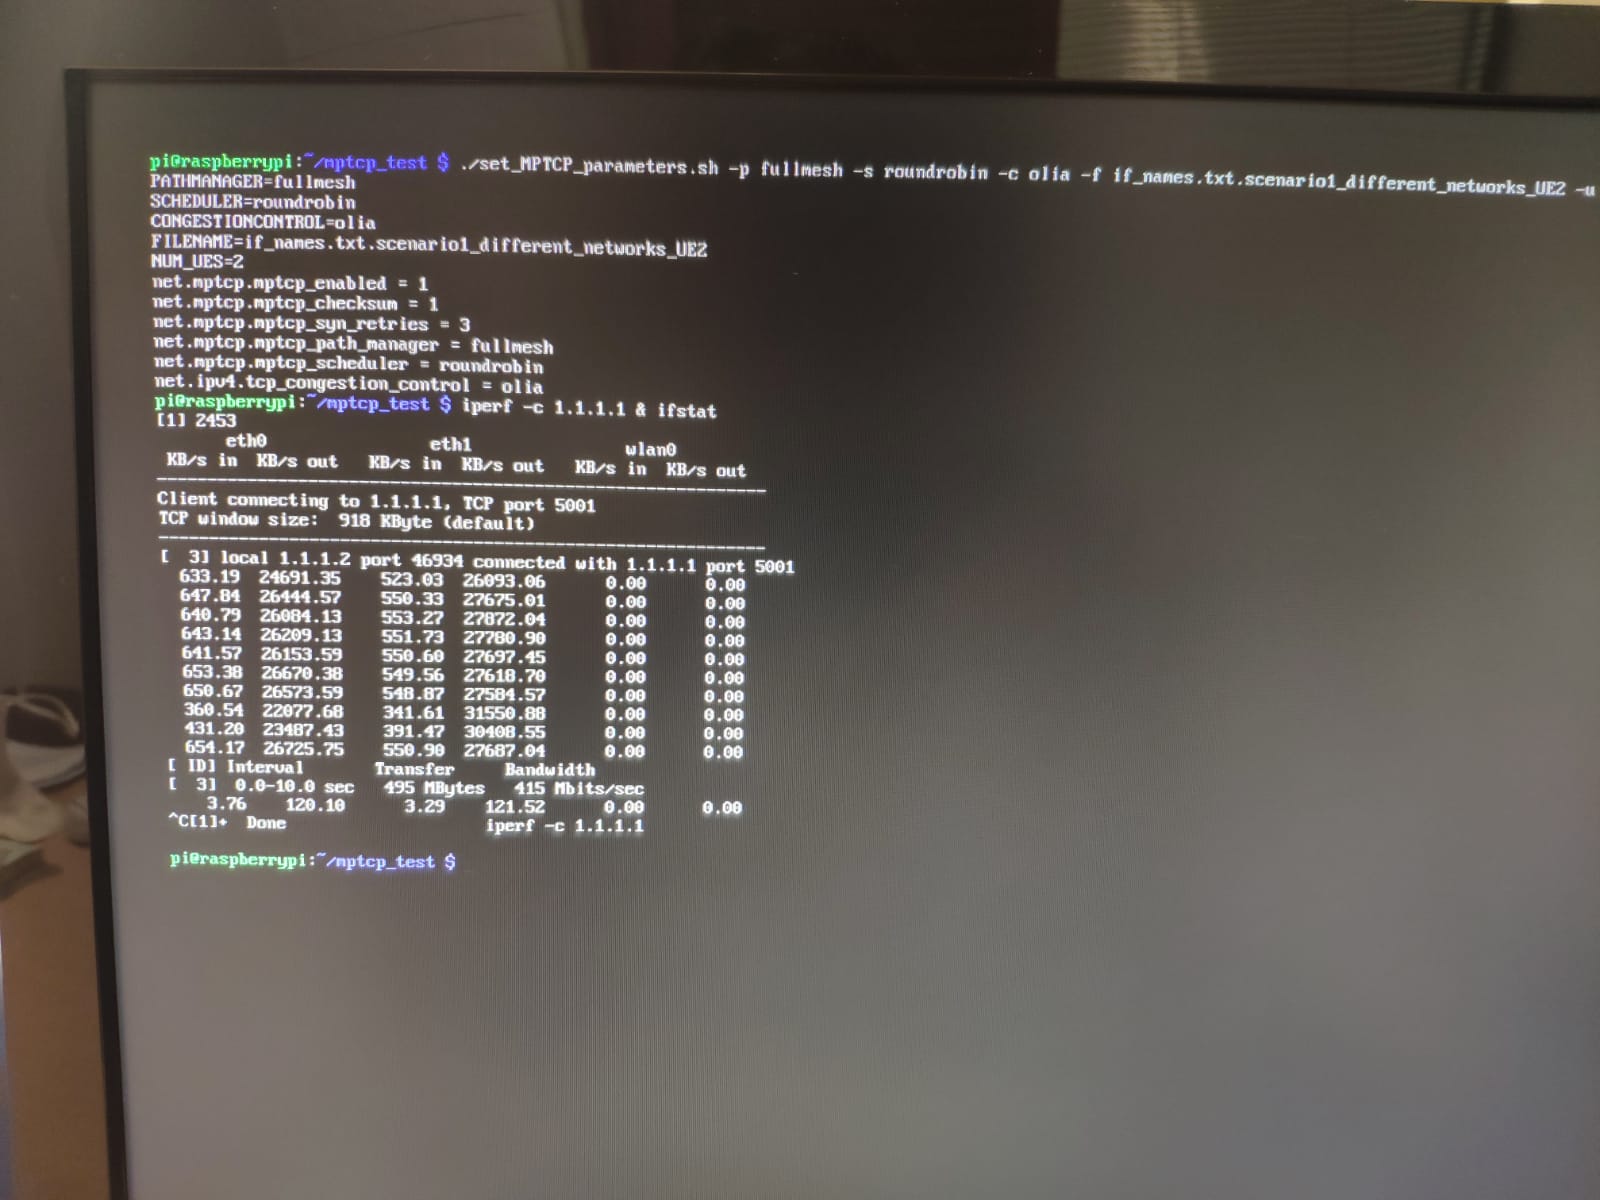 pi@raspberrypi:~/mptcp_test $ ./set_MPTCP_parameters.sh -p fullmesh -s roundrobin -c olia -f if_names.txt.scenario1_different_networks_UE2 -u
PATHMANAGER=fullmesh
SCHEDULER=roundrobin
CONGESTIONCONTROL=olia
FILENAME=if_names.txt.scenario1_different_networks_UE2
NUM_UES=2
net.mptcp.mptcp_enabled = 1
net.mptcp.mptcp_checksum = 1
net.mptcp.mptcp_syn_retries = 3
net.mptcp.mptcp_path_manager = fullmesh
net.mptcp.mptcp_scheduler = roundrobin
net.ipv4.tcp_congestion_control = olia
pi@raspberrypi:~/mptcp_test $ iperf -c 1.1.1.1 & ifstat
[1] 2453
eth0 eth1 wlan0
KB/s in KB/s out KB/s in KB/s out KB/s in KB/s out
------------------------------------------------------------
Client connecting to 1.1.1.1, TCP port 5001
TCP window size: 918 KByte (default)
------------------------------------------------------------
[ 3] local 1.1.1.2 port 46934 connected with 1.1.1.1 port 5001
633.19 24691.35 523.03 26093.06 0.00 0.00
647.84 26444.57 550.33 27675.01 0.00 0.00
640.79 26084.13 553.27 27872.04 0.00 0.00
643.14 26209.13 551.73 27780.90 0.00 0.00
641.57 26153.59 550.60 27697.45 0.00 0.00
653.38 26670.38 549.56 27618.70 0.00 0.00
650.67 26573.59 548.87 27584.57 0.00 0.00
360.54 22077.68 341.61 31550.88 0.00 0.00
431.20 23487.43 391.47 30408.55 0.00 0.00
654.17 26725.75 550.90 27687.04 0.00 0.00
[ ID] Interval Transfer Bandwidth
[ 3] 0.0-10.0 sec 495 MBytes 415 Mbits/sec
3.76 120.10 3.29 121.52 0.00 0.00
^C[1]+ Done iperf -c 1.1.1.1
pi@raspberrypi:~/mptcp_test $